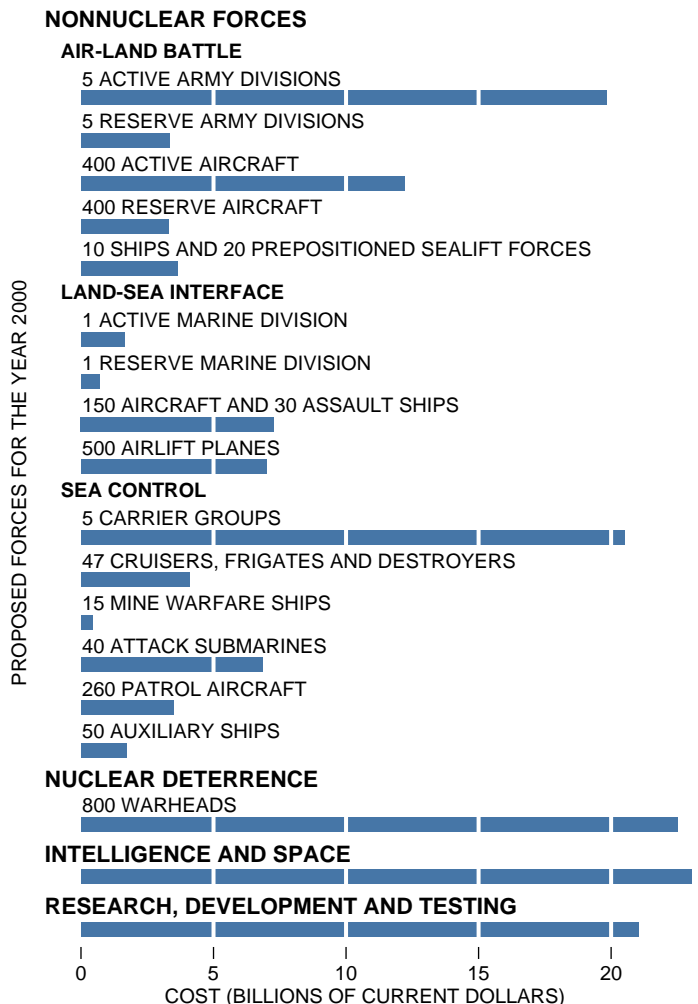 NONNUCLEAR FORCES
AIR-LAND BATTLE
5 ACTIVE ARMY DIVISIONS
5 RESERVE ARMY DIVISIONS
400 ACTIVE AIRCRAFT
400 RESERVE AIRCRAFT
10 SHIPS AND 20 PREPOSITIONED SEALIFT FORCES
LAND-SEA INTERFACE
1 ACTIVE MARINE DIVISION
1 RESERVE MARINE DIVISION
150 AIRCRAFT AND 30 ASSAULT SHIPS
500 AIRLIFT PLANES
SEA CONTROL
5 CARRIER GROUPS
47 CRUISERS, FRIGATES AND DESTROYERS
15 MINE WARFARE SHIPS
40 ATTACK SUBMARINES
260 PATROL AIRCRAFT
50 AUXILIARY SHIPS
NUCLEAR DETERRENCE
800 WARHEADS
INTELLIGENCE AND SPACE
RESEARCH, DEVELOPMENT AND TESTING
0 5 10 15 20
COST (BILLIONS OF CURRENT DOLLARS)
PROPOSED FORCES FOR THE YEAR 2000